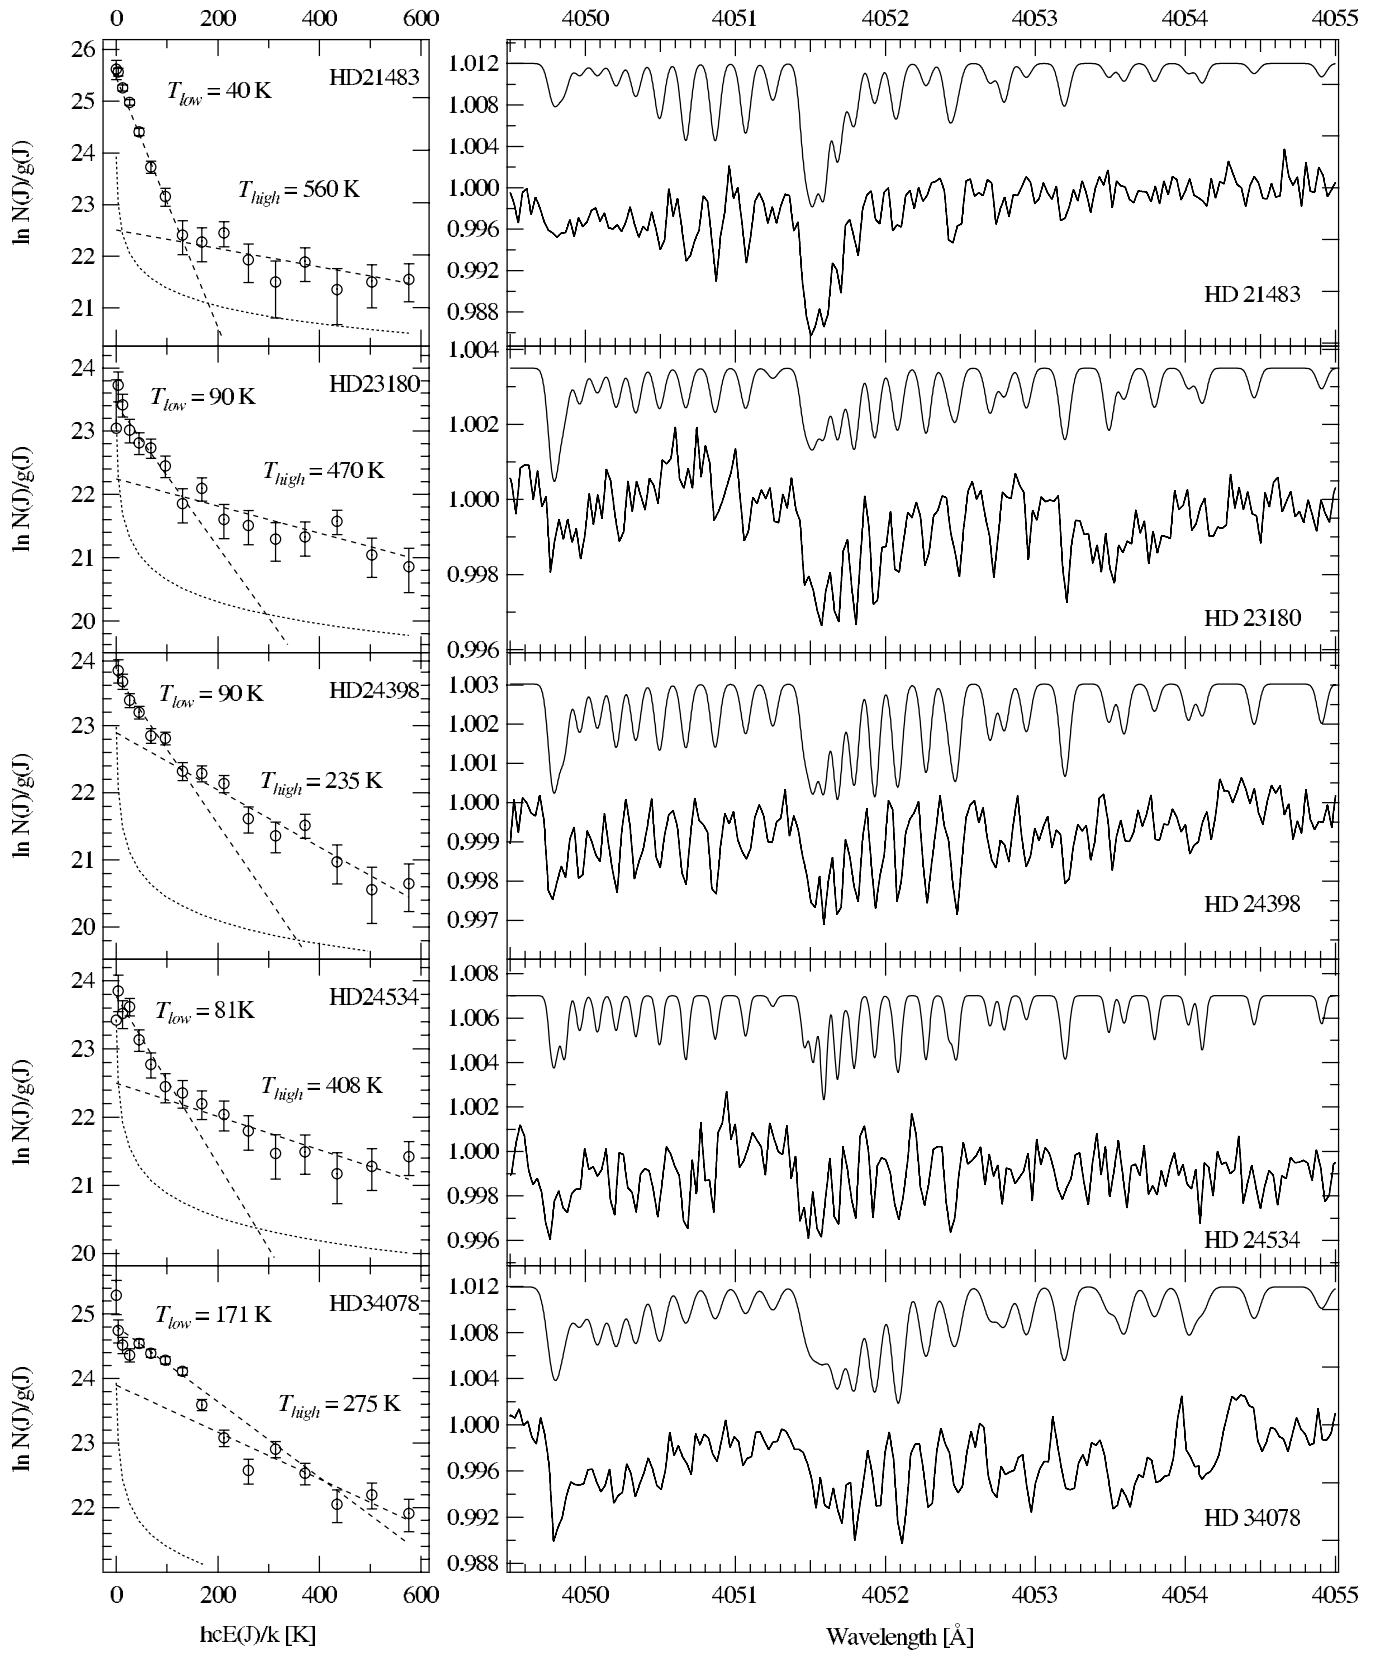 0 200 400 600 4050 4051 4052 4053 4054 4055
ln N(J)/g(J)
26
25
24
23
22
21
T_low = 40 K
HD21483
T_high = 560 K
1.012
1.008
1.004
1.000
0.996
0.992
0.988
HD 21483
ln N(J)/g(J)
24
23
22
21
20
T_low = 90 K
HD23180
T_high = 470 K
1.004
1.002
1.000
0.998
0.996
HD 23180
ln N(J)/g(J)
24
23
22
21
20
T_low = 90 K
HD24398
T_high = 235 K
1.003
1.002
1.001
1.000
0.999
0.998
0.997
HD 24398
ln N(J)/g(J)
24
23
22
21
20
T_low = 81K
HD24534
T_high = 408 K
1.008
1.006
1.004
1.002
1.000
0.998
0.996
HD 24534
ln N(J)/g(J)
25
24
23
22
T_low = 171 K
HD34078
T_high = 275 K
1.012
1.008
1.004
1.000
0.996
0.992
0.988
HD 34078
0 200 400 600 4050 4051 4052 4053 4054 4055
hcE(J)/k [K]
Wavelength [Å]